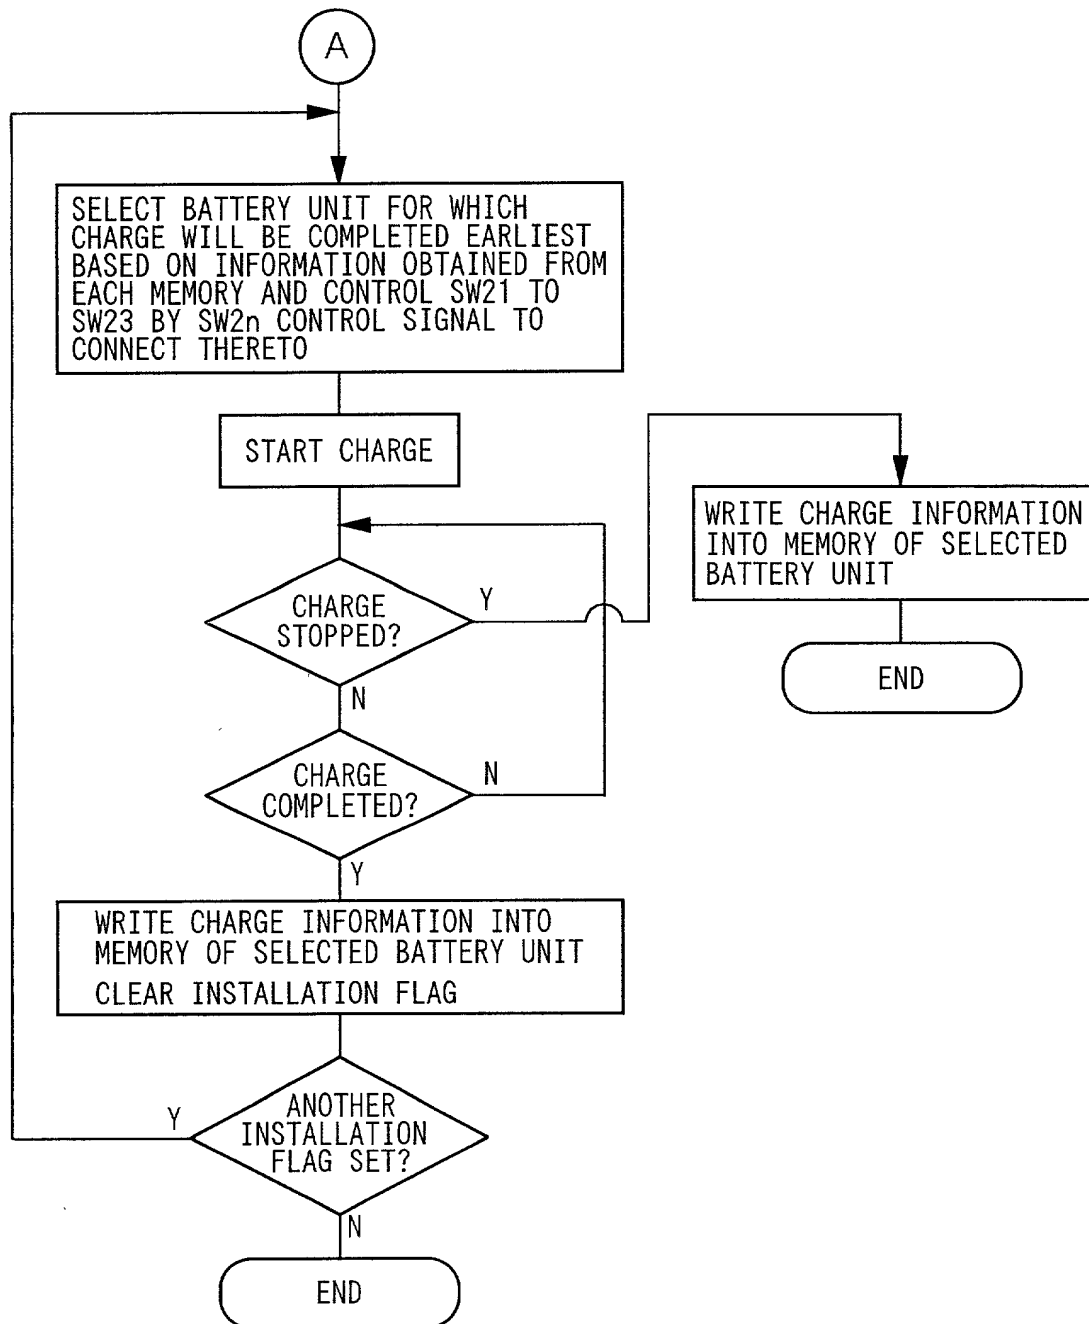 A
SELECT BATTERY UNIT FOR WHICH
CHARGE WILL BE COMPLETED EARLIEST
BASED ON INFORMATION OBTAINED FROM
EACH MEMORY AND CONTROL SW21 TO
SW23 BY SW2n CONTROL SIGNAL TO
CONNECT THERETO
START CHARGE
CHARGE
STOPPED?
Y
N
WRITE CHARGE INFORMATION
INTO MEMORY OF SELECTED
BATTERY UNIT
END
CHARGE
COMPLETED?
N
Y
WRITE CHARGE INFORMATION INTO
MEMORY OF SELECTED BATTERY UNIT
CLEAR INSTALLATION FLAG
ANOTHER
INSTALLATION
FLAG SET?
Y
N
END